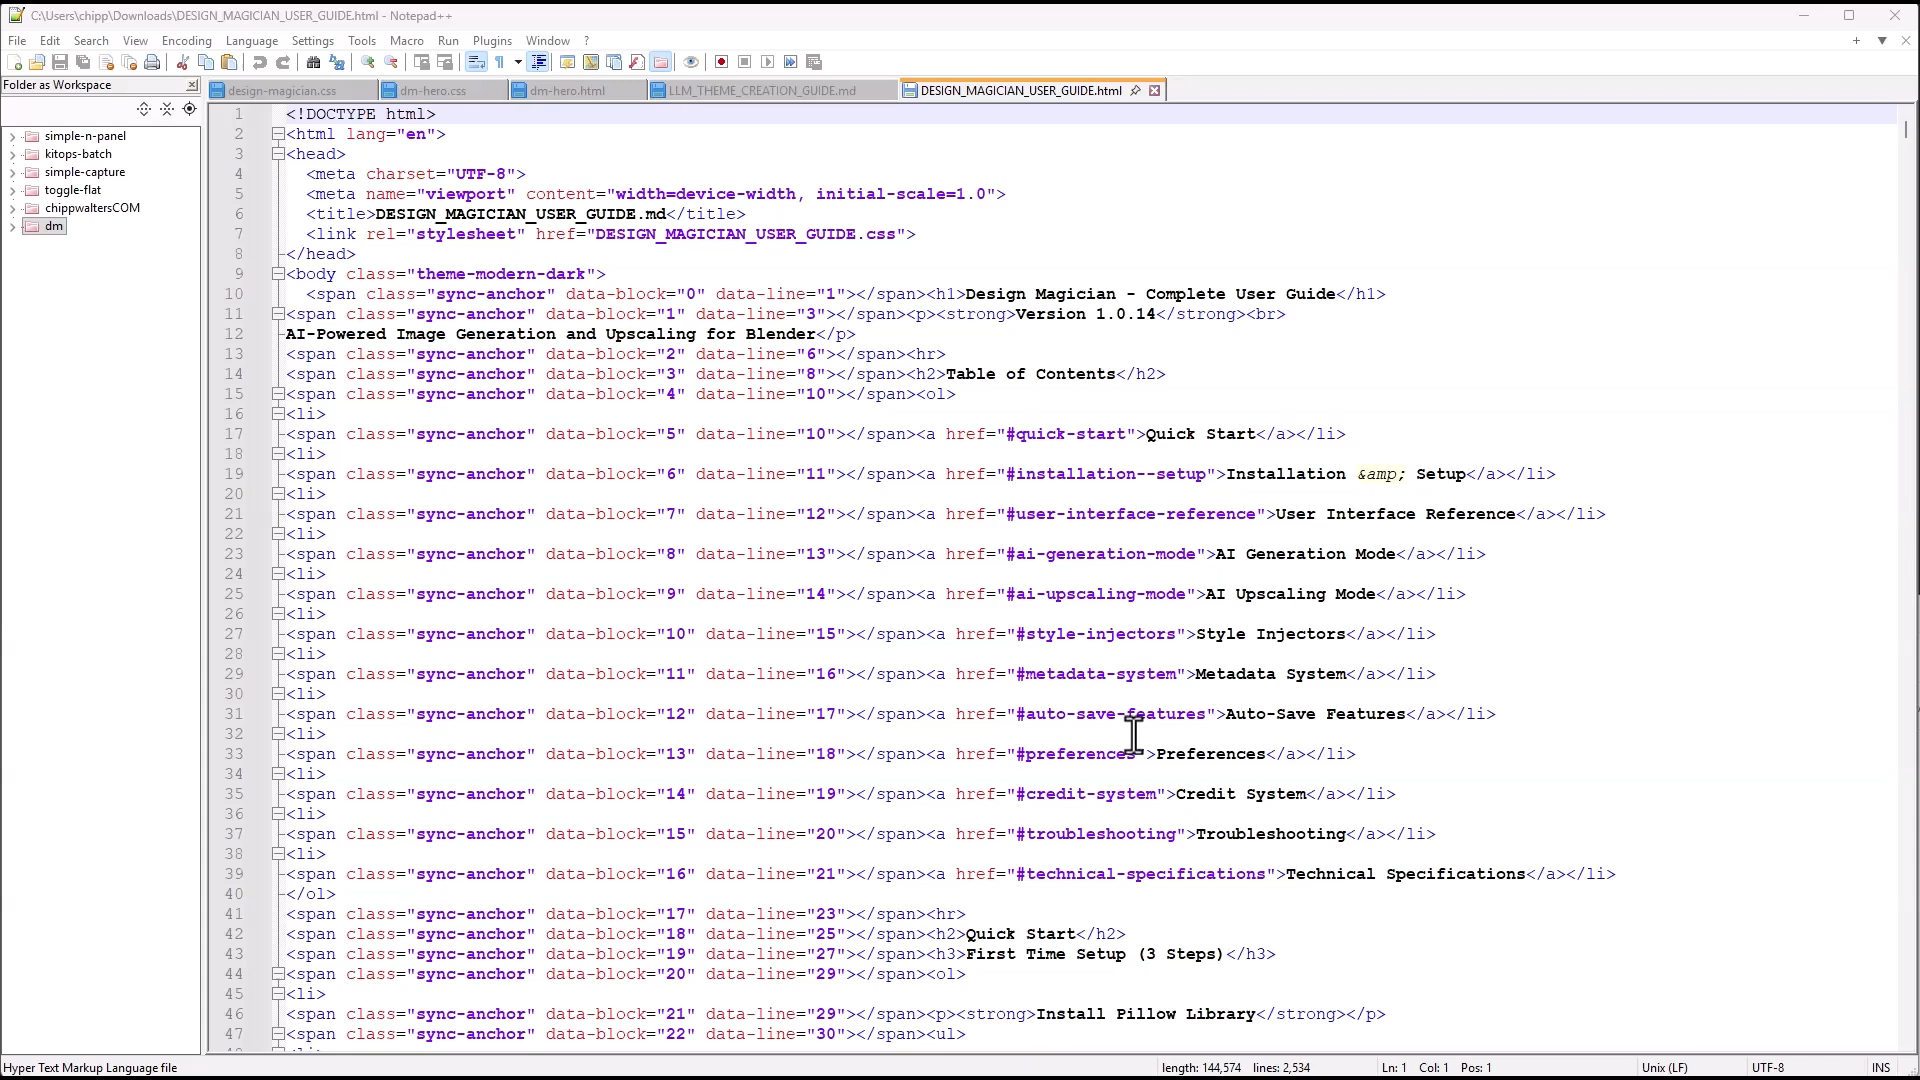 C:\Users\chipp\Downloads\DESIGN_MAGICIAN_USER_GUIDE.html - Notepad++
File Edit Search View Encoding Language Settings Tools Macro Run Plugins Window ?
Folder as Workspace
design-magician.css dm-hero.css dm-hero.html LLM_THEME_CREATION_GUIDE.md DESIGN_MAGICIAN_USER_GUIDE.html
simple-n-panel
kitops-batch
simple-capture
toggle-flat
chippwaltersCOM
dm
1 <!DOCTYPE html>
2 <html lang="en">
3 <head>
4 <meta charset="UTF-8">
5 <meta name="viewport" content="width=device-width, initial-scale=1.0">
6 <title>DESIGN_MAGICIAN_USER_GUIDE.md</title>
7 <link rel="stylesheet" href="DESIGN_MAGICIAN_USER_GUIDE.css">
8 </head>
9 <body class="theme-modern-dark">
10 <span class="sync-anchor" data-block="0" data-line="1"></span><h1>Design Magician - Complete User Guide</h1>
11 <span class="sync-anchor" data-block="1" data-line="3"></span><p><strong>Version 1.0.14</strong><br>
12 AI-Powered Image Generation and Upscaling for Blender</p>
13 <span class="sync-anchor" data-block="2" data-line="6"></span><hr>
14 <span class="sync-anchor" data-block="3" data-line="8"></span><h2>Table of Contents</h2>
15 <span class="sync-anchor" data-block="4" data-line="10"></span><ol>
16 <li>
17 <span class="sync-anchor" data-block="5" data-line="10"></span><a href="#quick-start">Quick Start</a></li>
18 <li>
19 <span class="sync-anchor" data-block="6" data-line="11"></span><a href="#installation--setup">Installation &amp; Setup</a></li>
20 <li>
21 <span class="sync-anchor" data-block="7" data-line="12"></span><a href="#user-interface-reference">User Interface Reference</a></li>
22 <li>
23 <span class="sync-anchor" data-block="8" data-line="13"></span><a href="#ai-generation-mode">AI Generation Mode</a></li>
24 <li>
25 <span class="sync-anchor" data-block="9" data-line="14"></span><a href="#ai-upscaling-mode">AI Upscaling Mode</a></li>
26 <li>
27 <span class="sync-anchor" data-block="10" data-line="15"></span><a href="#style-injectors">Style Injectors</a></li>
28 <li>
29 <span class="sync-anchor" data-block="11" data-line="16"></span><a href="#metadata-system">Metadata System</a></li>
30 <li>
31 <span class="sync-anchor" data-block="12" data-line="17"></span><a href="#auto-save-features">Auto-Save Features</a></li>
32 <li>
33 <span class="sync-anchor" data-block="13" data-line="18"></span><a href="#preferences">Preferences</a></li>
34 <li>
35 <span class="sync-anchor" data-block="14" data-line="19"></span><a href="#credit-system">Credit System</a></li>
36 <li>
37 <span class="sync-anchor" data-block="15" data-line="20"></span><a href="#troubleshooting">Troubleshooting</a></li>
38 <li>
39 <span class="sync-anchor" data-block="16" data-line="21"></span><a href="#technical-specifications">Technical Specifications</a></li>
40 </ol>
41 <span class="sync-anchor" data-block="17" data-line="23"></span><hr>
42 <span class="sync-anchor" data-block="18" data-line="25"></span><h2>Quick Start</h2>
43 <span class="sync-anchor" data-block="19" data-line="27"></span><h3>First Time Setup (3 Steps)</h3>
44 <span class="sync-anchor" data-block="20" data-line="29"></span><ol>
45 <li>
46 <span class="sync-anchor" data-block="21" data-line="29"></span><p><strong>Install Pillow Library</strong></p>
47 <span class="sync-anchor" data-block="22" data-line="30"></span><ul>
Hyper Text Markup Language file length: 144,574 lines: 2,534 Ln: 1 Col: 1 Pos: 1 Unix (LF) UTF-8 INS